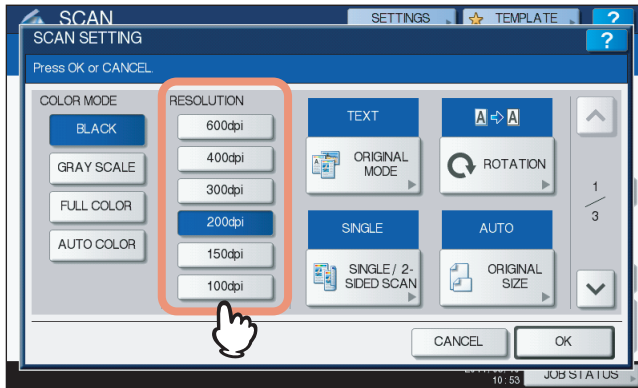 SCAN
SETTINGS
TEMPLATE
?
SCAN SETTING
?
Press OK or CANCEL.
COLOR MODE
BLACK
GRAY SCALE
FULL COLOR
AUTO COLOR
RESOLUTION
600dpi
400dpi
300dpi
200dpi
150dpi
100dpi
TEXT
ORIGINAL
MODE
A A
ROTATION
SINGLE
SINGLE / 2-
SIDED SCAN
AUTO
ORIGINAL
SIZE
1
3
CANCEL
OK
10:53
JOB STATUS